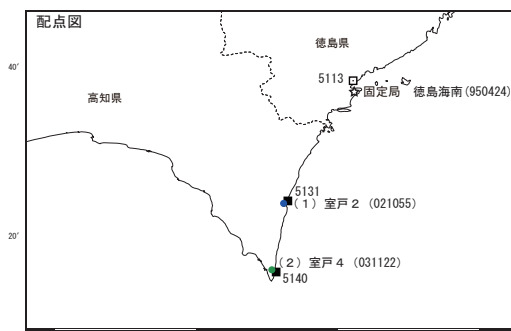 配点図
徳島県
40′
5113
固定局 徳島海南(950424)
高知県
5131
(1)室戸2(021055)
20′
(2)室戸4(031122)
5140